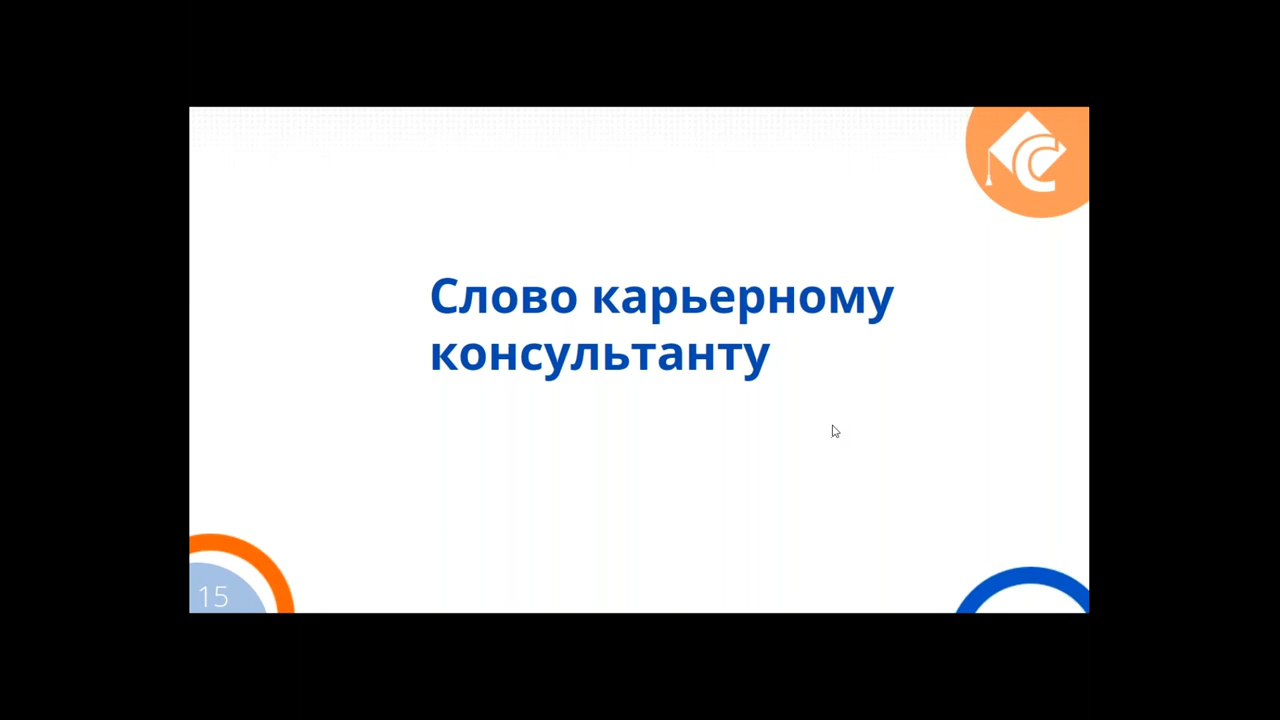 Слово карьерному
консультанту
15